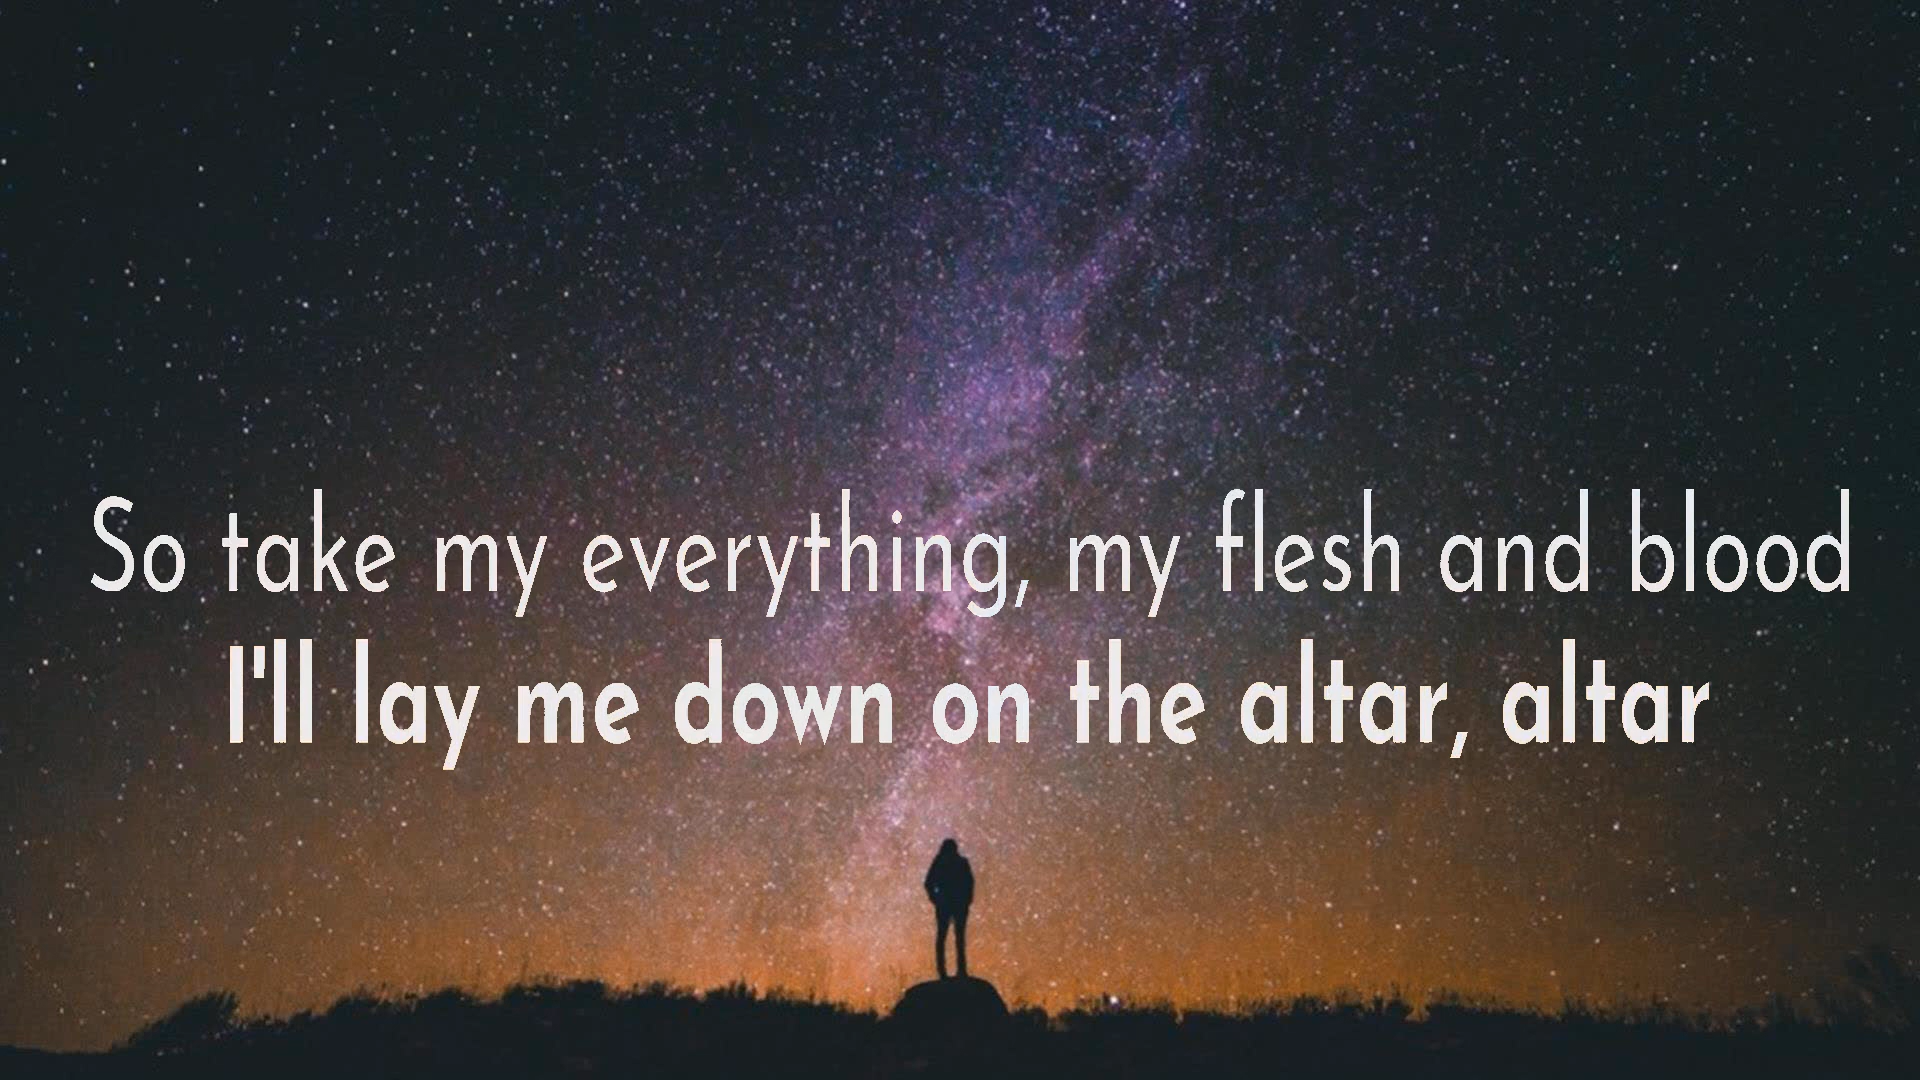 So take my everything, my flesh and blood
I'll lay me down on the altar, altar